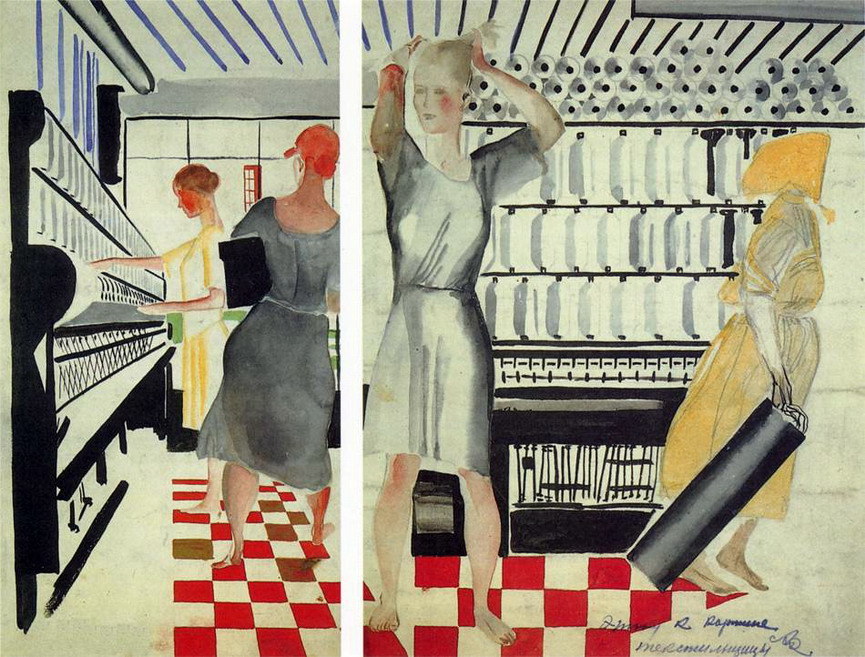 Этюд к картине
текстильщицы